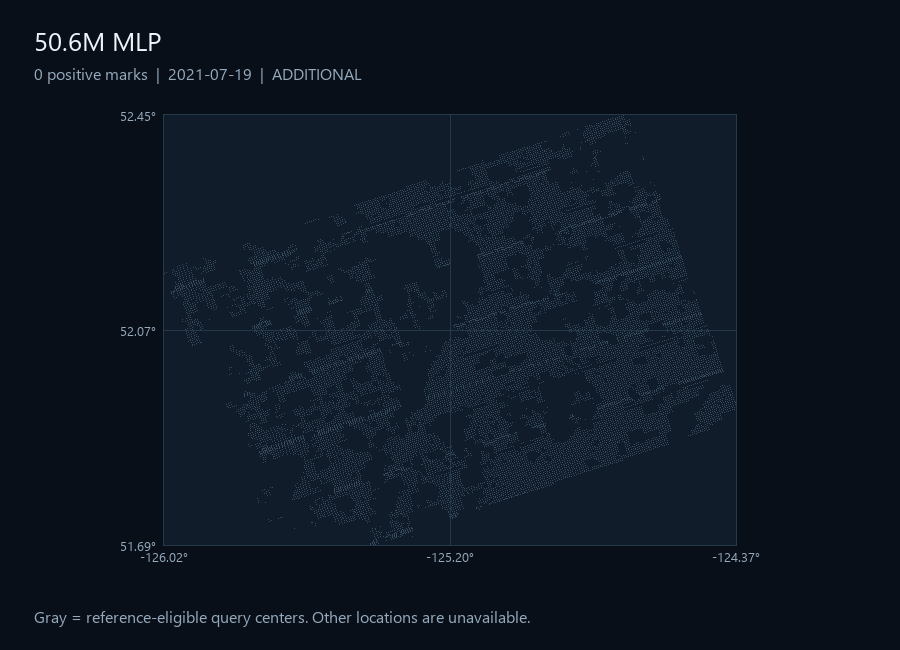 50.6M MLP
0 positive marks | 2021-07-19 | ADDITIONAL
52.45°
52.07°
51.69°
-126.02°
-125.20°
-124.37°
Gray = reference-eligible query centers. Other locations are unavailable.